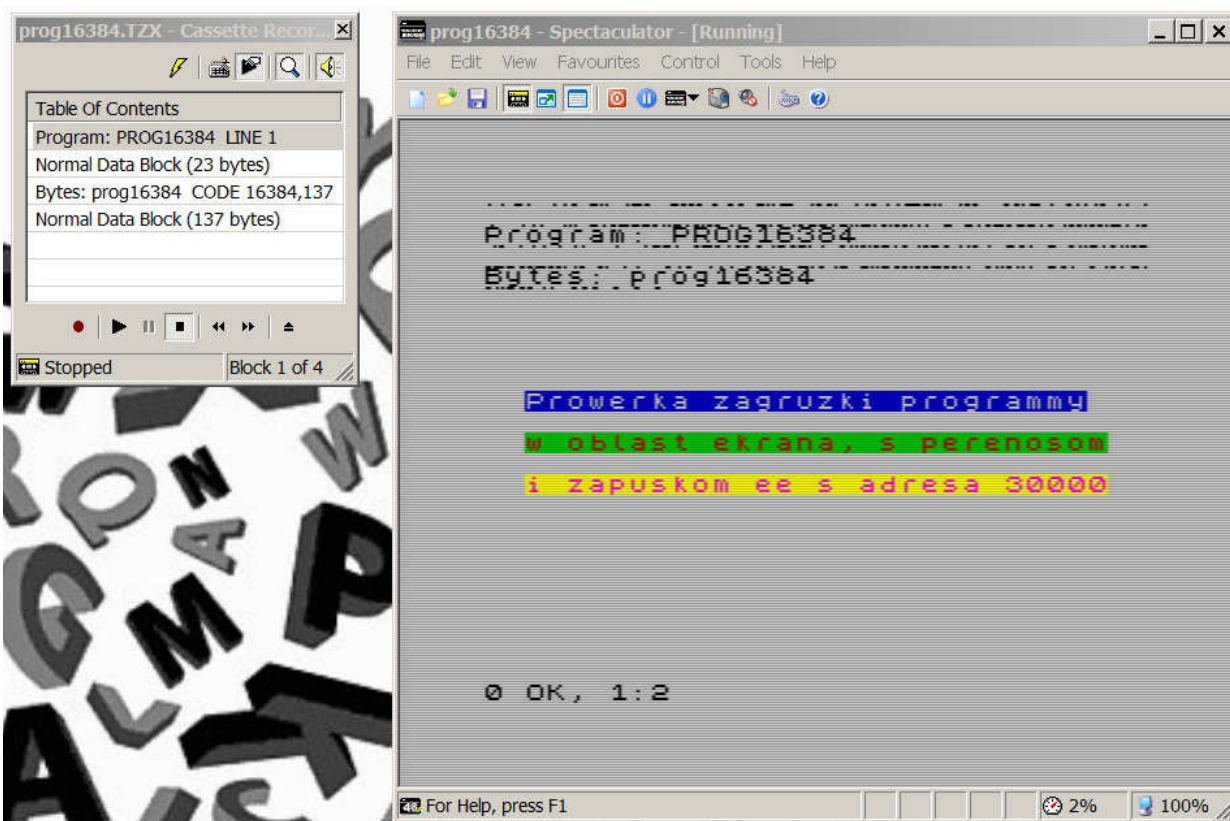 prog16384.TZX - Cassette Recor...
Table Of Contents
Program: PROG16384 LINE 1
Normal Data Block (23 bytes)
Bytes: prog16384 CODE 16384,137
Normal Data Block (137 bytes)
Stopped
Block 1 of 4
prog16384 - Spectaculator - [Running]
File Edit View Favourites Control Tools Help
Program: PROG16384
Bytes: prog16384
Prowerka zagruzki programmy
w oblast ekrana, s perenosom
i zapuskom ee s adresa 30000
0 OK, 1:2
48 For Help, press F1
2%
100%